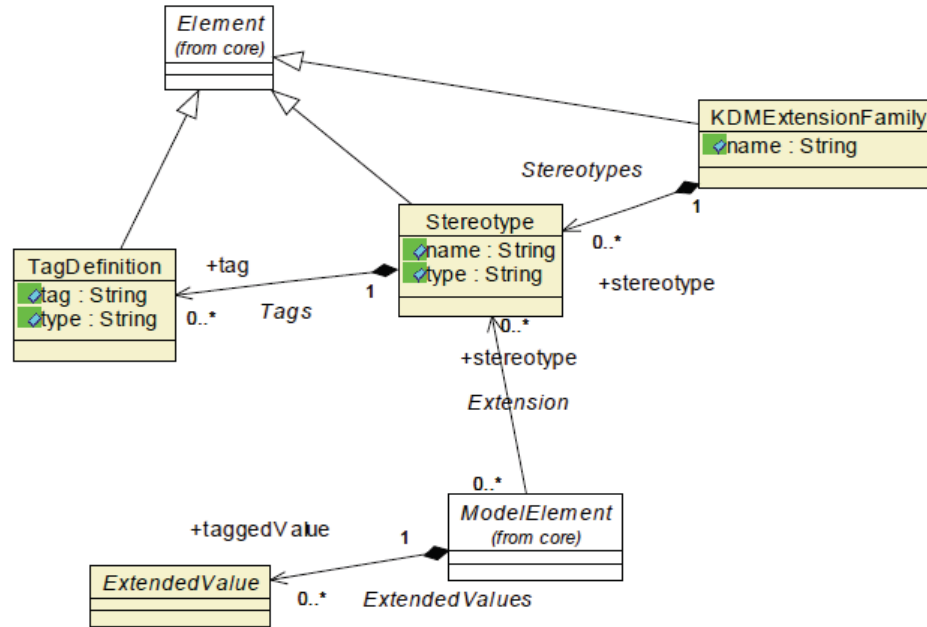 Element
(from core)
KDMExtensionFamily
name : String
Stereotypes
1
0..*
+stereotype
Stereotype
name : String
type : String
TagDefinition
tag : String
type : String
+tag
1
0..*
Tags
0..*
+stereotype
Extension
0..*
ModelElement
(from core)
+taggedValue
1
ExtendedValue
0..*
ExtendedValues